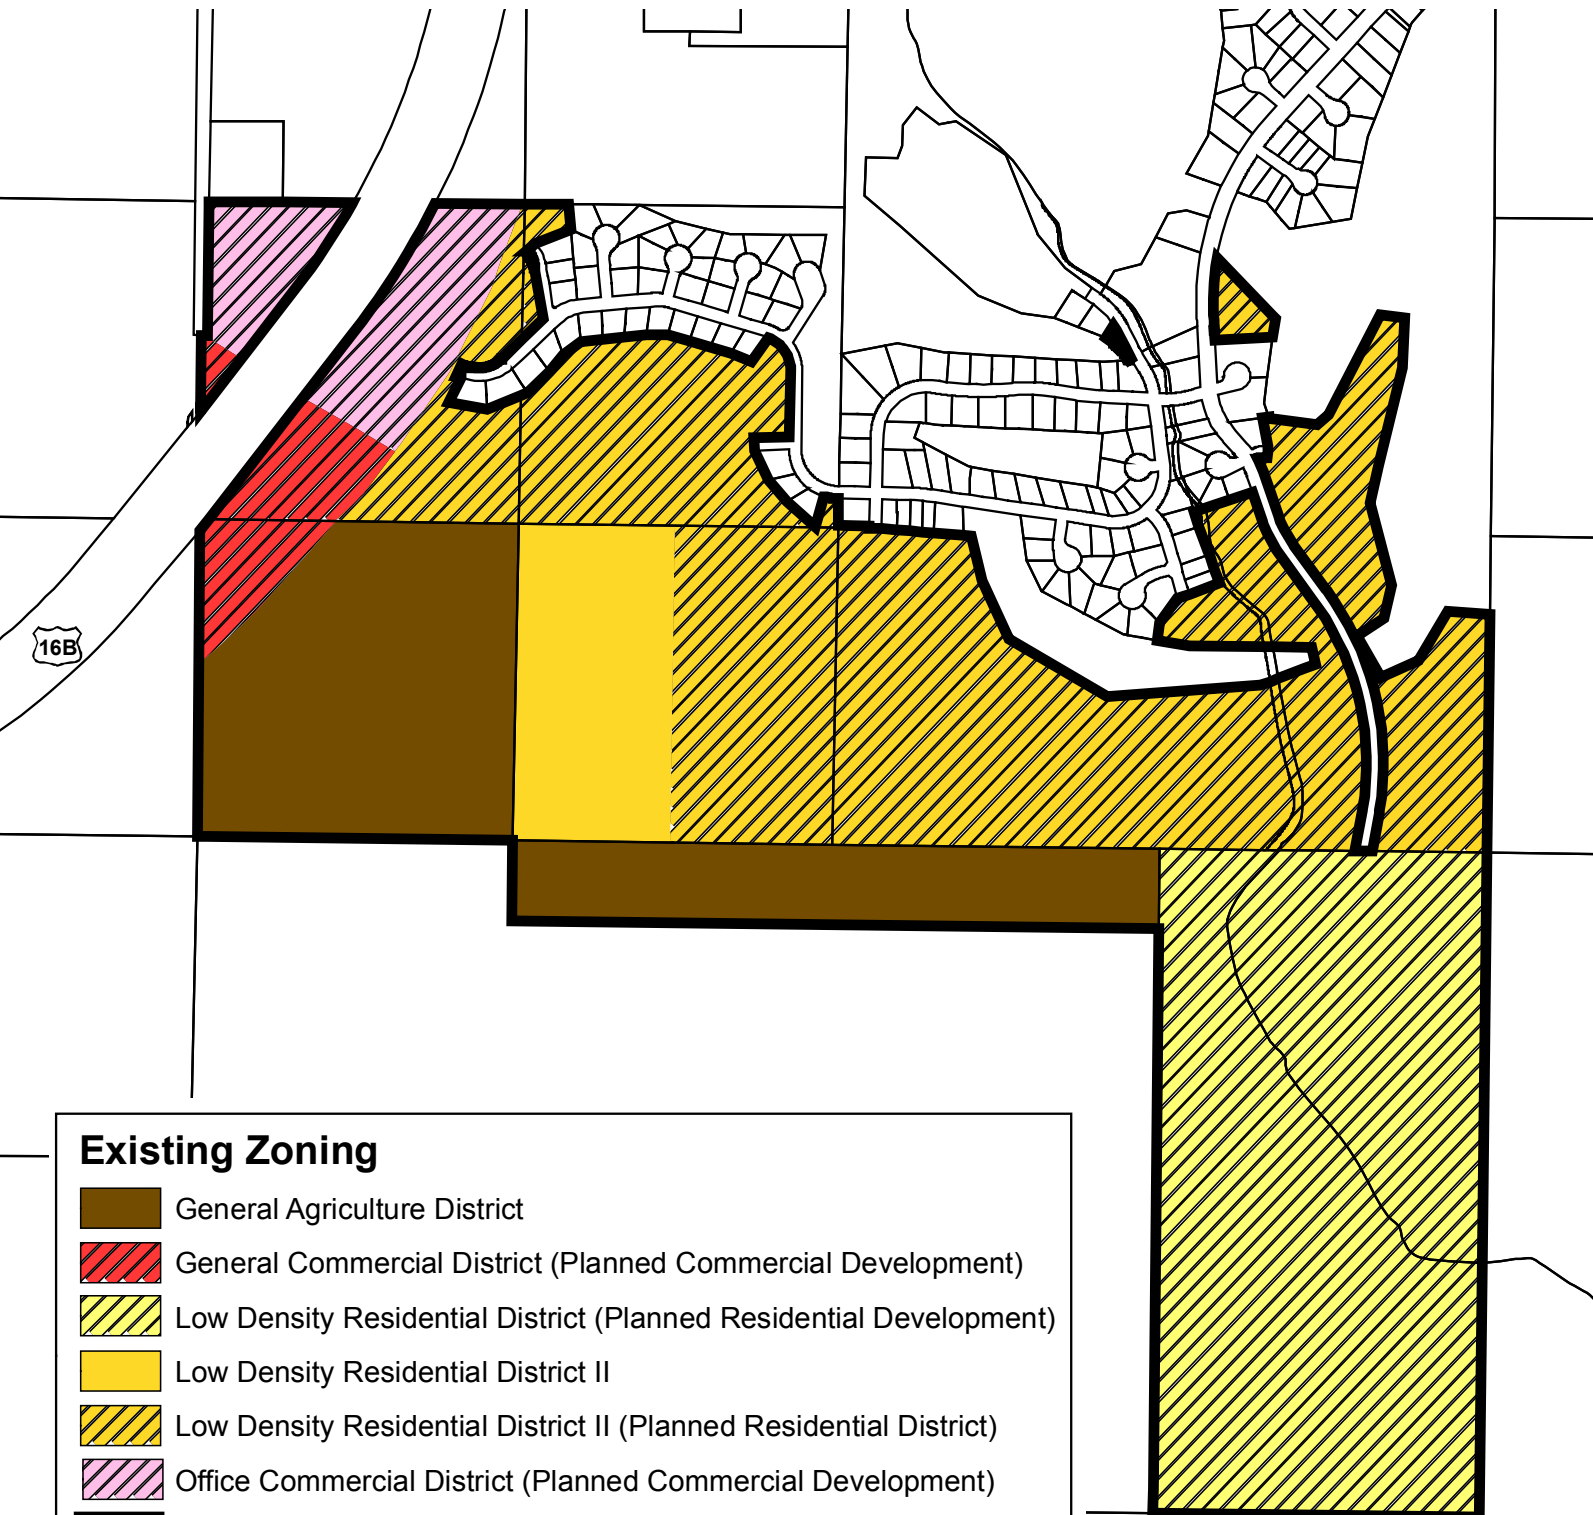 16B
Existing Zoning
General Agriculture District
General Commercial District (Planned Commercial Development)
Low Density Residential District (Planned Residential Development)
Low Density Residential District II
Low Density Residential District II (Planned Residential District)
Office Commercial District (Planned Commercial Development)